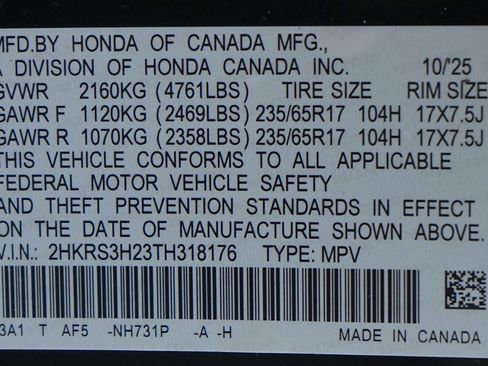 MFD.BY HONDA OF CANADA MFG.,
A DIVISION OF HONDA CANADA INC. 10/'25
GVWR 2160KG (4761LBS) TIRE SIZE RIM SIZE
GAWR F 1120KG (2469LBS) 235/65R17 104H 17X7.5J
GAWR R 1070KG (2358LBS) 235/65R17 104H 17X7.5J
THIS VEHICLE CONFORMS TO ALL APPLICABLE
FEDERAL MOTOR VEHICLE SAFETY
AND THEFT PREVENTION STANDARDS IN EFFECT
ON THE DATE OF MANUFACTURE SHOWN ABOVE.
V.I.N.: 2HKRS3H23TH318176 TYPE: MPV
3A1 T AF5 -NH731P -A -H MADE IN CANADA